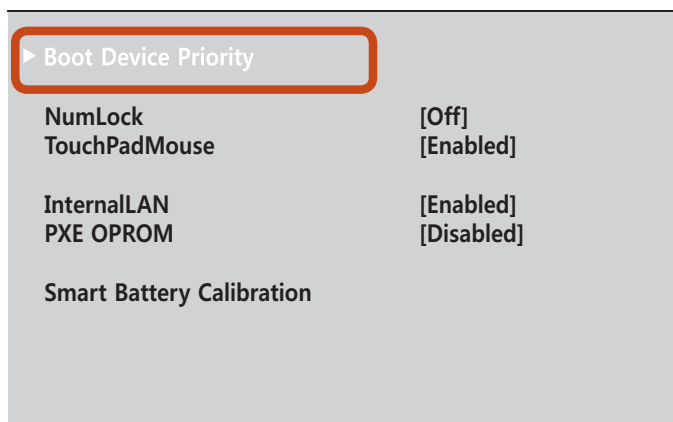 ▶ Boot Device Priority
NumLock [Off]
TouchPadMouse [Enabled]
InternalLAN [Enabled]
PXE OPROM [Disabled]
Smart Battery Calibration